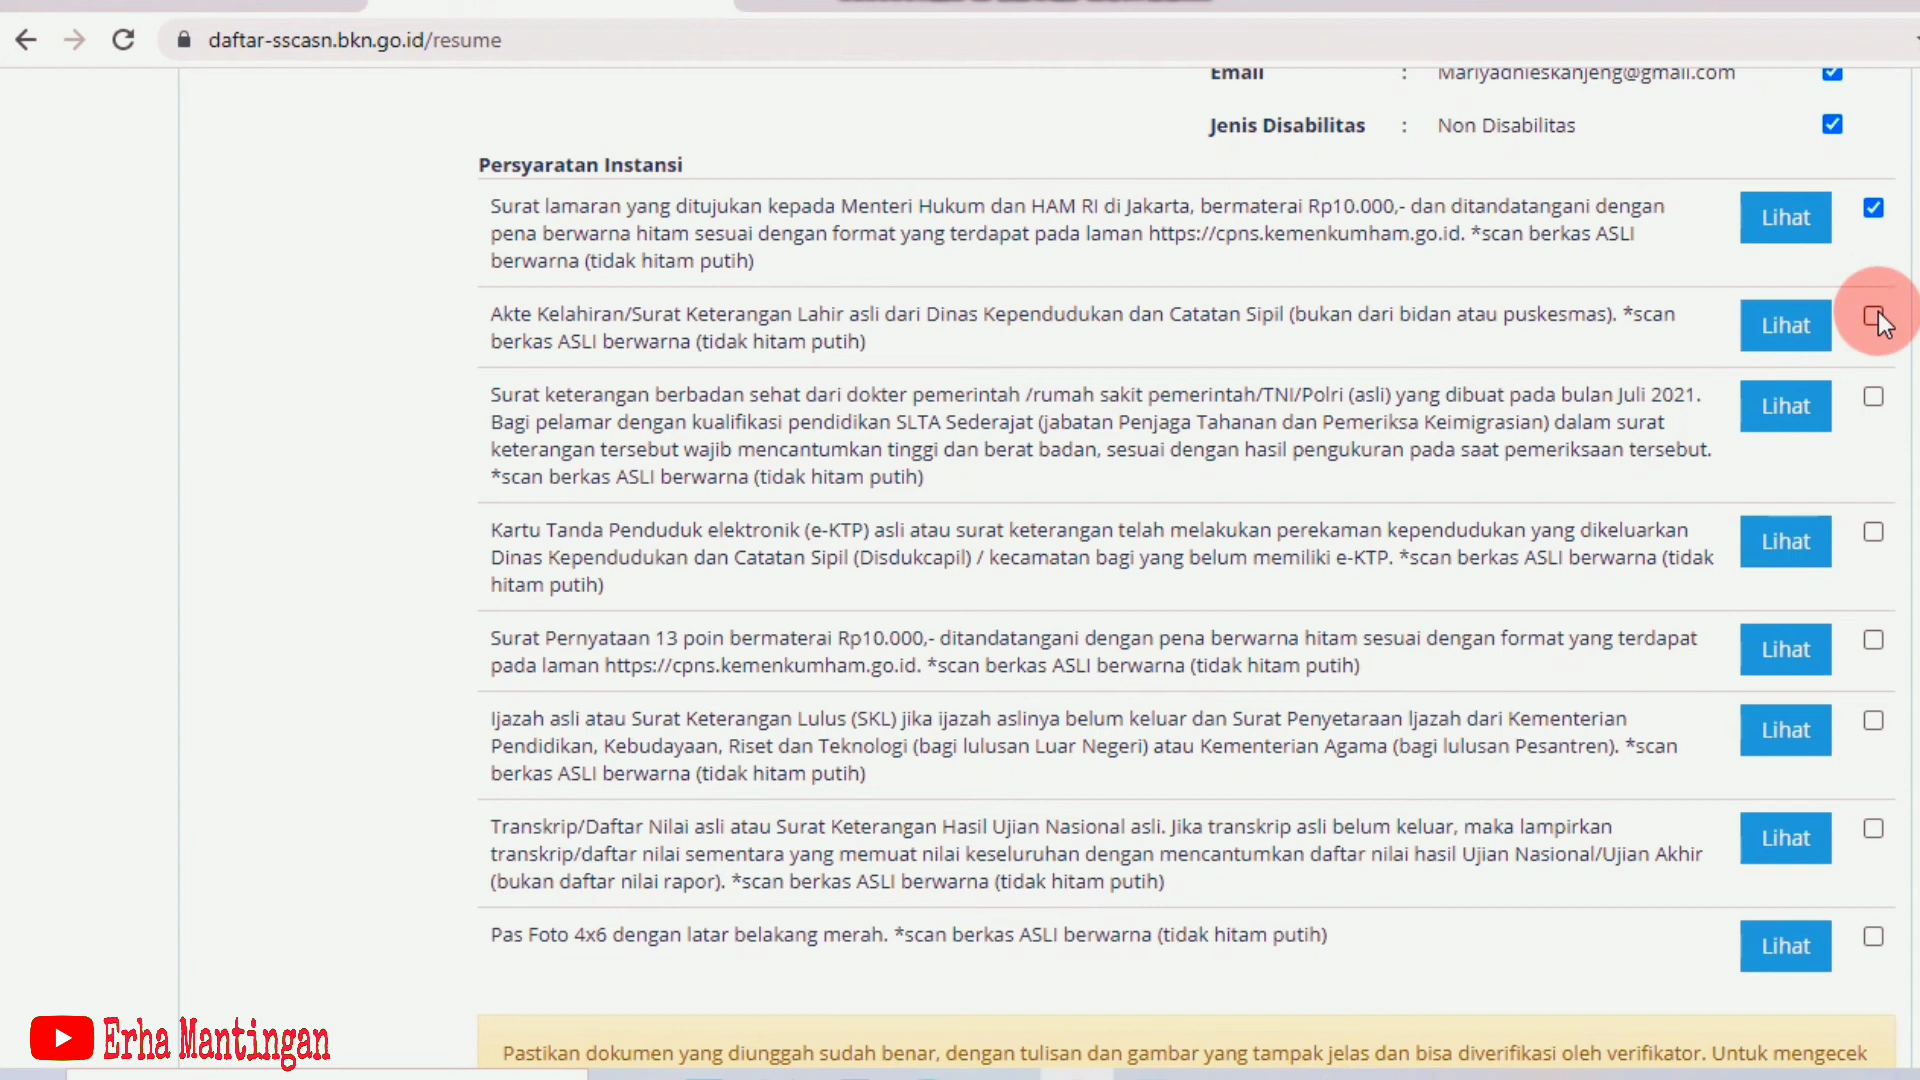 daftar-sscasn.bkn.go.id/resume
Email : Mariyadnieskanjeng@gmail.com
Jenis Disabilitas : Non Disabilitas
Persyaratan Instansi
Surat lamaran yang ditujukan kepada Menteri Hukum dan HAM RI di Jakarta, bermaterai Rp10.000,- dan ditandatangani dengan
pena berwarna hitam sesuai dengan format yang terdapat pada laman https://cpns.kemenkumham.go.id. *scan berkas ASLI
berwarna (tidak hitam putih)
Lihat
Akte Kelahiran/Surat Keterangan Lahir asli dari Dinas Kependudukan dan Catatan Sipil (bukan dari bidan atau puskesmas). *scan
berkas ASLI berwarna (tidak hitam putih)
Lihat
Surat keterangan berbadan sehat dari dokter pemerintah /rumah sakit pemerintah/TNI/Polri (asli) yang dibuat pada bulan Juli 2021.
Bagi pelamar dengan kualifikasi pendidikan SLTA Sederajat (jabatan Penjaga Tahanan dan Pemeriksa Keimigrasian) dalam surat
keterangan tersebut wajib mencantumkan tinggi dan berat badan, sesuai dengan hasil pengukuran pada saat pemeriksaan tersebut.
*scan berkas ASLI berwarna (tidak hitam putih)
Lihat
Kartu Tanda Penduduk elektronik (e-KTP) asli atau surat keterangan telah melakukan perekaman kependudukan yang dikeluarkan
Dinas Kependudukan dan Catatan Sipil (Disdukcapil) / kecamatan bagi yang belum memiliki e-KTP. *scan berkas ASLI berwarna (tidak
hitam putih)
Lihat
Surat Pernyataan 13 poin bermaterai Rp10.000,- ditandatangani dengan pena berwarna hitam sesuai dengan format yang terdapat
pada laman https://cpns.kemenkumham.go.id. *scan berkas ASLI berwarna (tidak hitam putih)
Lihat
Ijazah asli atau Surat Keterangan Lulus (SKL) jika ijazah aslinya belum keluar dan Surat Penyetaraan Ijazah dari Kementerian
Pendidikan, Kebudayaan, Riset dan Teknologi (bagi lulusan Luar Negeri) atau Kementerian Agama (bagi lulusan Pesantren). *scan
berkas ASLI berwarna (tidak hitam putih)
Lihat
Transkrip/Daftar Nilai asli atau Surat Keterangan Hasil Ujian Nasional asli. Jika transkrip asli belum keluar, maka lampirkan
transkrip/daftar nilai sementara yang memuat nilai keseluruhan dengan mencantumkan daftar nilai hasil Ujian Nasional/Ujian Akhir
(bukan daftar nilai rapor). *scan berkas ASLI berwarna (tidak hitam putih)
Lihat
Pas Foto 4x6 dengan latar belakang merah. *scan berkas ASLI berwarna (tidak hitam putih)
Lihat
Erha Mantingan
Pastikan dokumen yang diunggah sudah benar, dengan tulisan dan gambar yang tampak jelas dan bisa diverifikasi oleh verifikator. Untuk mengecek